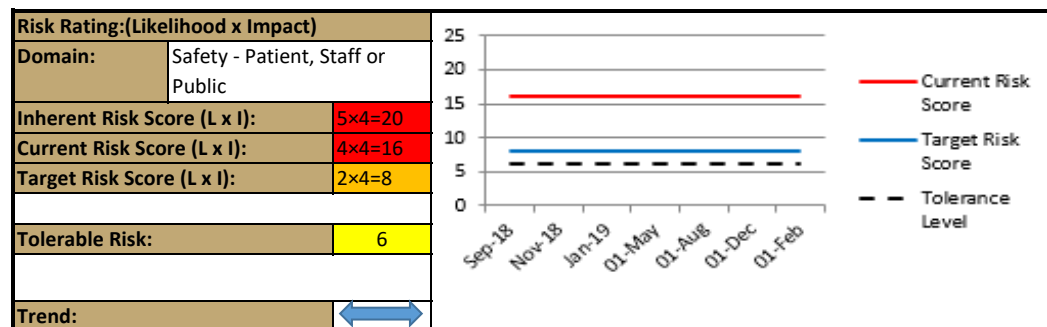 Risk Rating:(Likelihood x Impact)
Domain:
Safety - Patient, Staff or
Public
Inherent Risk Score (L x I):
5×4=20
Current Risk Score (L x I):
4×4=16
Target Risk Score (L x I):
2×4=8
Tolerable Risk:
6
Trend:
25
20
15
10
5
0
Sep-18
Nov-18
Jan-19
01-May
01-Aug
01-Dec
01-Feb
Current Risk
Score
Target Risk
Score
Tolerance
Level